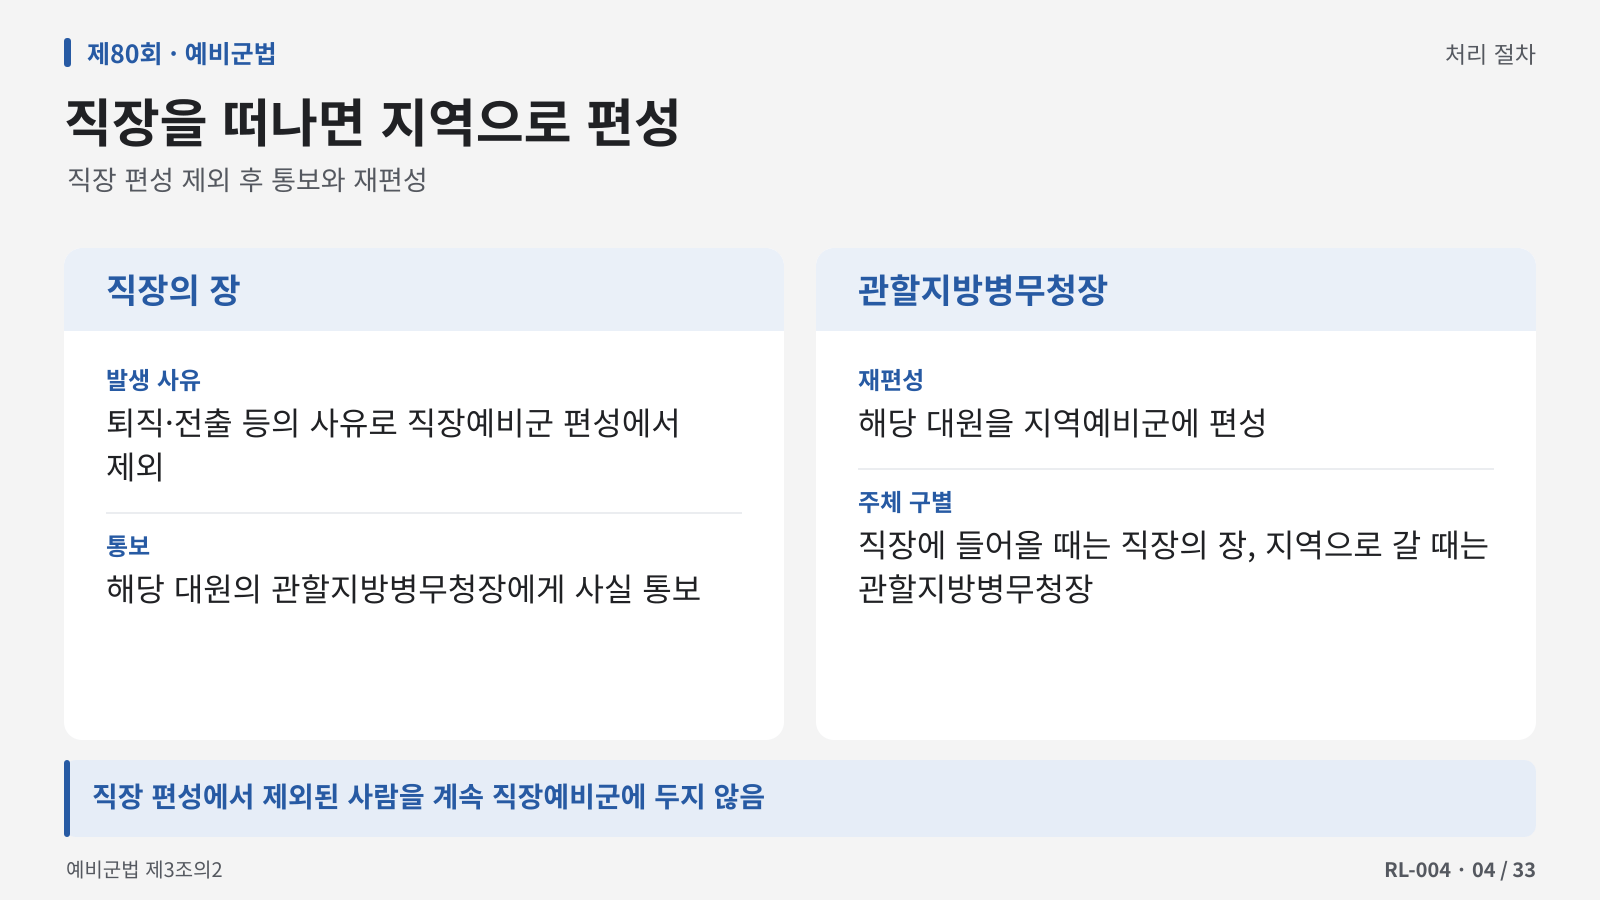 제80회 · 예비군법
처리 절차
직장을 떠나면 지역으로 편성
직장 편성 제외 후 통보와 재편성
직장의 장
발생 사유
퇴직·전출 등의 사유로 직장예비군 편성에서
제외
통보
해당 대원의 관할지방병무청장에게 사실 통보
관할지방병무청장
재편성
해당 대원을 지역예비군에 편성
주체 구별
직장에 들어올 때는 직장의 장, 지역으로 갈 때는
관할지방병무청장
직장 편성에서 제외된 사람을 계속 직장예비군에 두지 않음
예비군법 제3조의2
RL-004 · 04 / 33